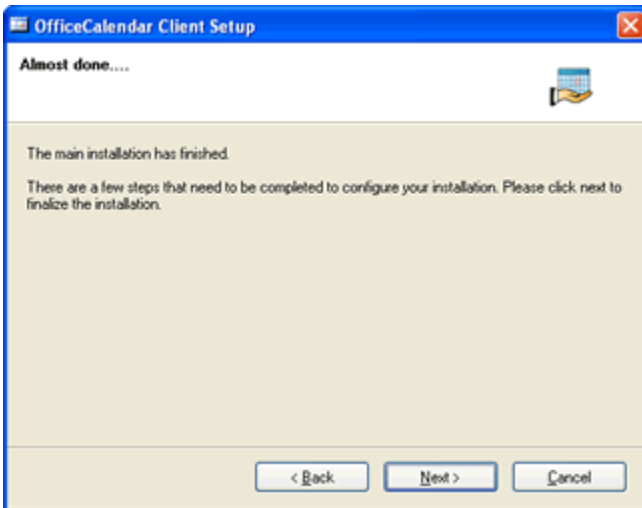 OfficeCalendar Client Setup
Almost done....
The main installation has finished.
There are a few steps that need to be completed to configure your installation. Please click next to
finalize the installation.
< Back
Next >
Cancel